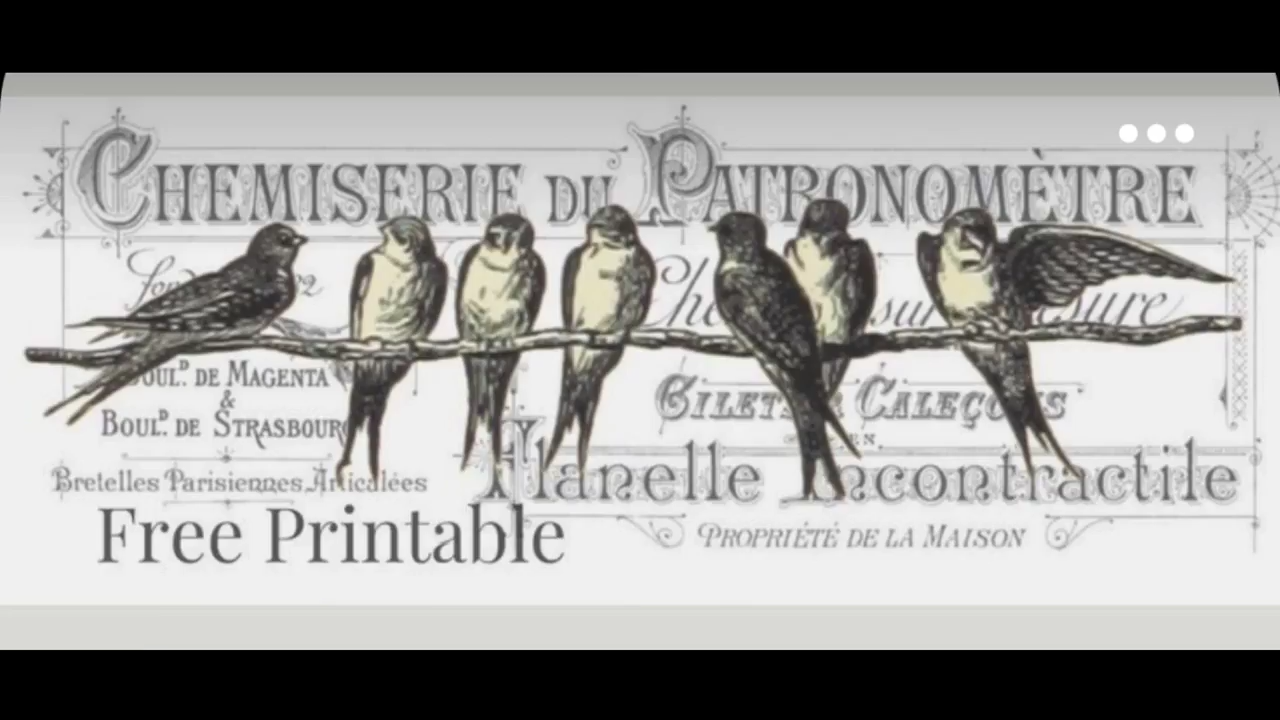 CHEMISERIE DU PATRONOMÈTRE
BOUL.D DE MAGENTA
&
BOUL.D DE STRASBOURG
Bretelles Parisiennes Articulées
GILETS & CALEÇONS
EN
Flanelle Incontractile
PROPRIÉTÉ DE LA MAISON
Free Printable